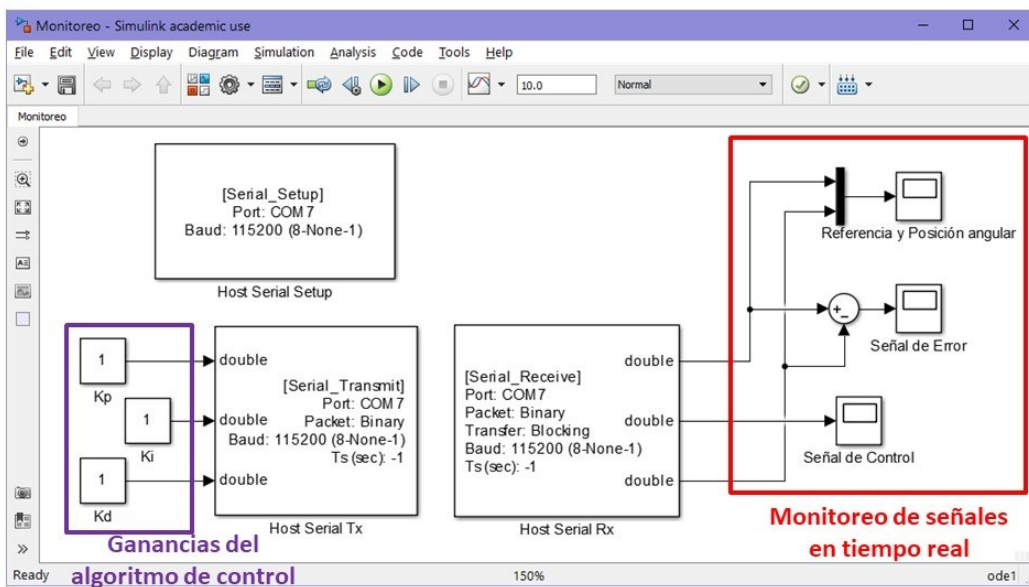 Monitoreo - Simulink academic use
File Edit View Display Diagram Simulation Analysis Code Tools Help
10.0 Normal
Monitoreo
[Serial_Setup]
Port: COM7
Baud: 115200 (8-None-1)
Host Serial Setup
Referencia y Posición angular
Señal de Error
Señal de Control
1
Kp
1
Ki
1
Kd
double
double
double
[Serial_Transmit]
Port: COM7
Packet: Binary
Baud: 115200 (8-None-1)
Ts(sec): -1
Host Serial Tx
[Serial_Receive]
Port: COM7
Packet: Binary
Transfer: Blocking
Baud: 115200 (8-None-1)
Ts(sec): -1
double
double
double
Host Serial Rx
Ganancias del
algoritmo de control
Monitoreo de señales
en tiempo real
Ready 150% ode1